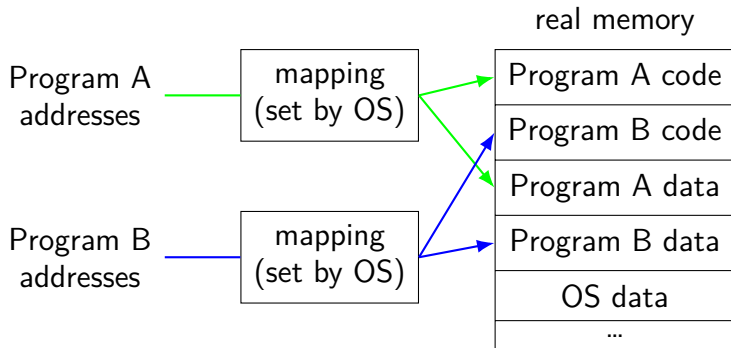 real memory
Program A
addresses
mapping
(set by OS)
Program A code
Program B code
Program A data
Program B
addresses
mapping
(set by OS)
Program B data
OS data
...